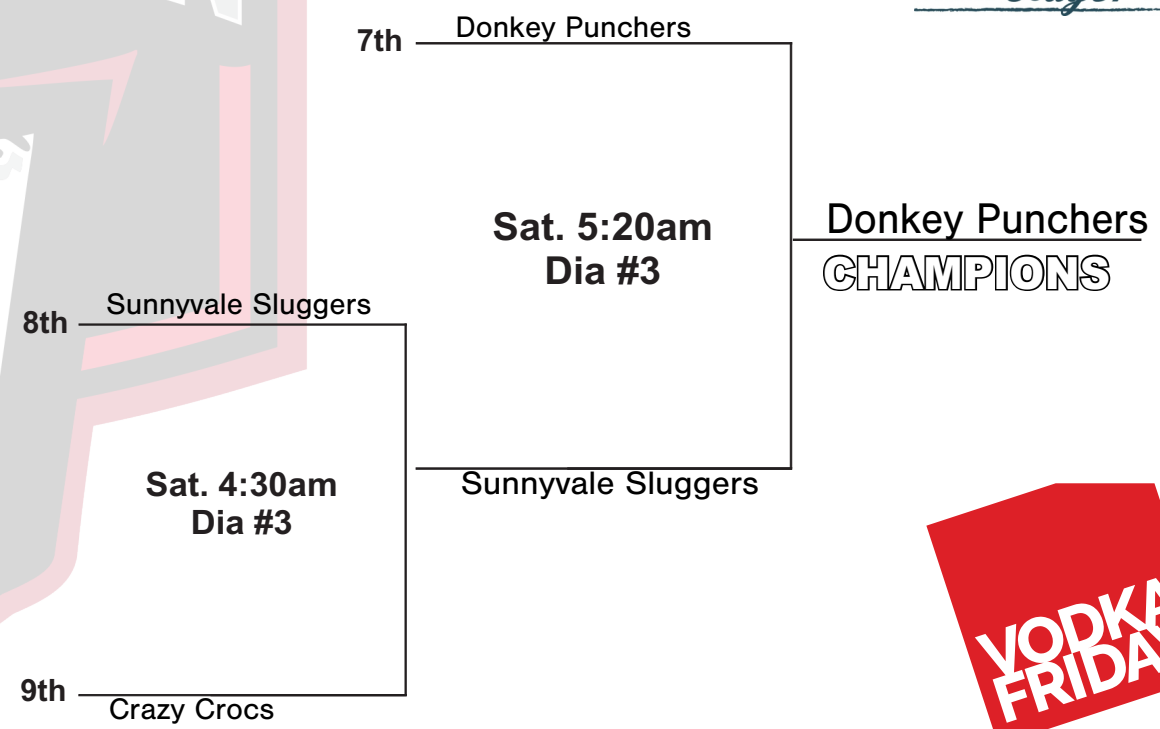 7th
Donkey Punchers
Sat. 5:20am
Dia #3
Donkey Punchers
CHAMPIONS
8th
Sunnyvale Sluggers
Sat. 4:30am
Dia #3
Sunnyvale Sluggers
9th
Crazy Crocs
VODKA
FRIDA